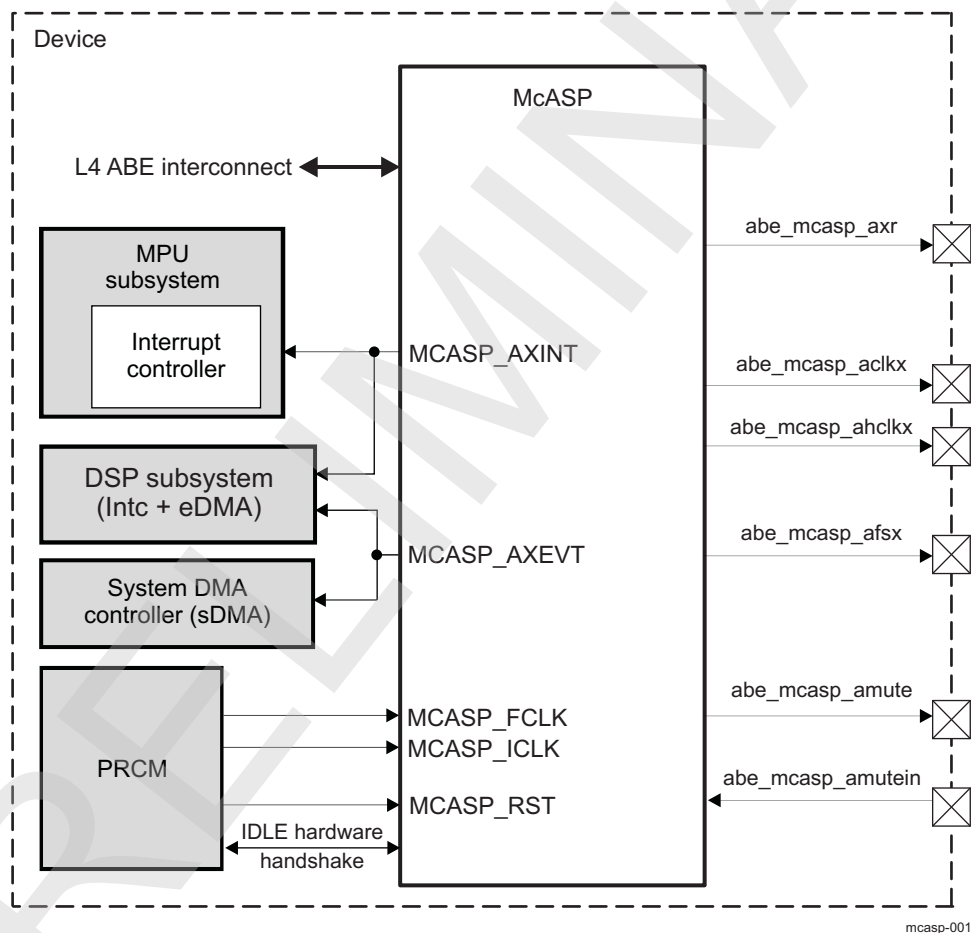 Device
McASP
L4 ABE interconnect
MPU
subsystem
Interrupt
controller
MCASP_AXINT
DSP subsystem
(Intc + eDMA)
MCASP_AXEVT
System DMA
controller (sDMA)
PRCM
MCASP_FCLK
MCASP_ICLK
MCASP_RST
IDLE hardware
handshake
abe_mcasp_axr
abe_mcasp_aclkx
abe_mcasp_ahclkx
abe_mcasp_afsx
abe_mcasp_amute
abe_mcasp_amutein
mcasp-001